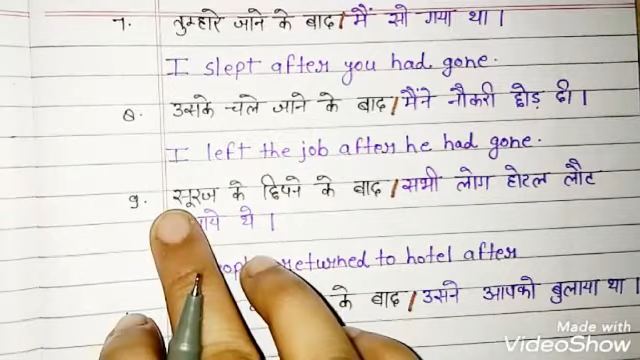 7. तुम्हारे जाने के बाद/मैं सो गया था।
I slept after you had gone.
8. उसके चले जाने के बाद/मैंने नौकरी छोड़ दी।
I left the job after he had gone.
9. सूरज के छिपने के बाद/सभी लोग होटल लौट
थे।
returned to hotel after
के बाद/उसने आपको बुलाया था।
Made with
VideoShow